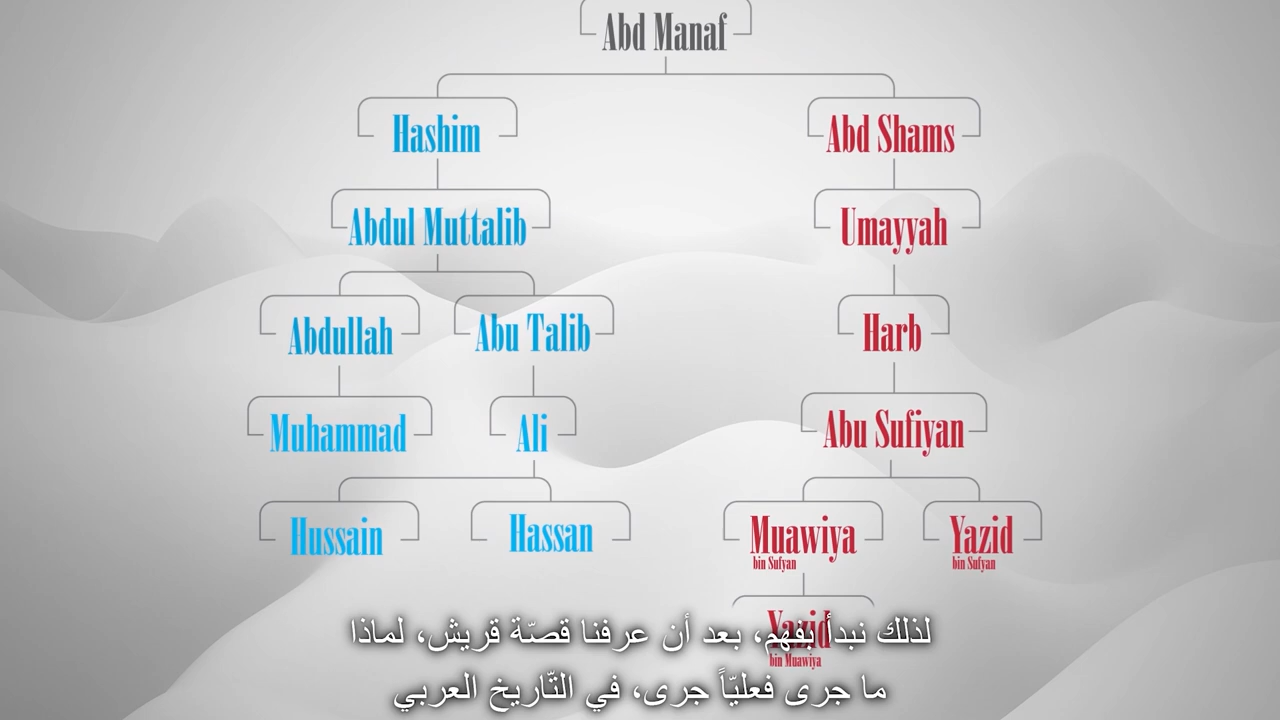 Abd Manaf
Hashim
Abd Shams
Abdul Muttalib
Umayyah
Abdullah
Abu Talib
Harb
Muhammad
Ali
Abu Sufiyan
Hussain
Hassan
Muawiya
bin Sufyan
Yazid
bin Sufyan
Yazid
bin Muawiya
لذلك نبدأ بفهم، بعد أن عرفنا قصّة قريش، لماذا
ما جرى فعليّاً جرى، في التّاريخ العربي